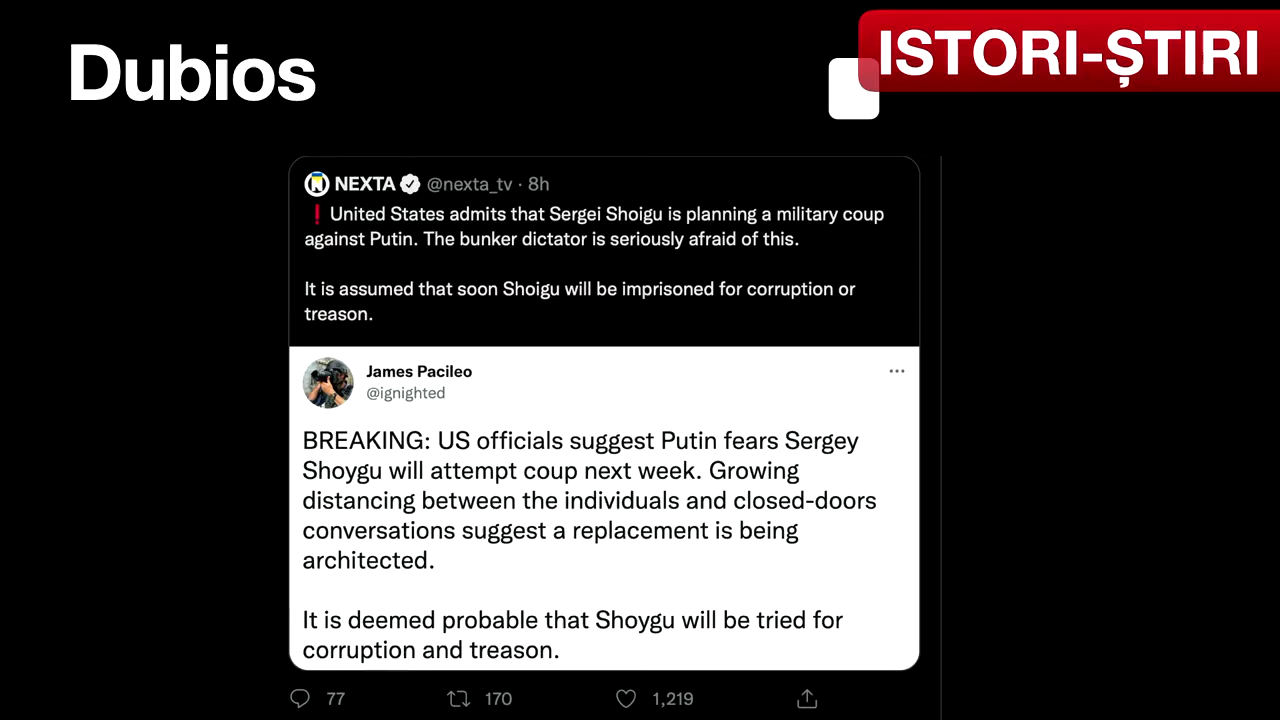 Dubios
ISTORI-ȘTIRI
NEXTA @nexta_tv · 8h
❗United States admits that Sergei Shoigu is planning a military coup
against Putin. The bunker dictator is seriously afraid of this.
It is assumed that soon Shoigu will be imprisoned for corruption or
treason.
James Pacileo
@ignighted
BREAKING: US officials suggest Putin fears Sergey
Shoygu will attempt coup next week. Growing
distancing between the individuals and closed-doors
conversations suggest a replacement is being
architected.
It is deemed probable that Shoygu will be tried for
corruption and treason.
77 170 1,219